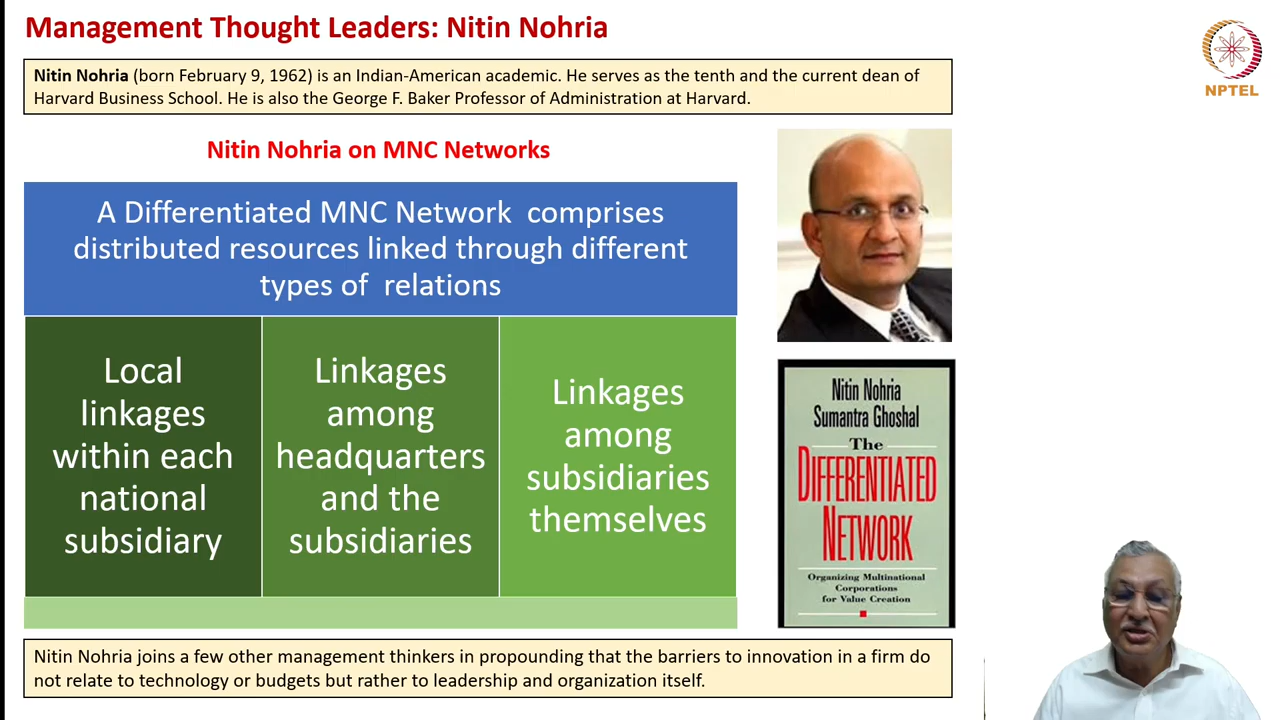 Management Thought Leaders: Nitin Nohria
Nitin Nohria (born February 9, 1962) is an Indian-American academic. He serves as the tenth and the current dean of
Harvard Business School. He is also the George F. Baker Professor of Administration at Harvard.
NPTEL
Nitin Nohria on MNC Networks
A Differentiated MNC Network comprises
distributed resources linked through different
types of relations
Local
linkages
within each
national
subsidiary
Linkages
among
headquarters
and the
subsidiaries
Linkages
among
subsidiaries
themselves
Nitin Nohria
Sumantra Ghoshal
The
DIFFERENTIATED
NETWORK
Organizing Multinational
Corporations
for Value Creation
Nitin Nohria joins a few other management thinkers in propounding that the barriers to innovation in a firm do
not relate to technology or budgets but rather to leadership and organization itself.